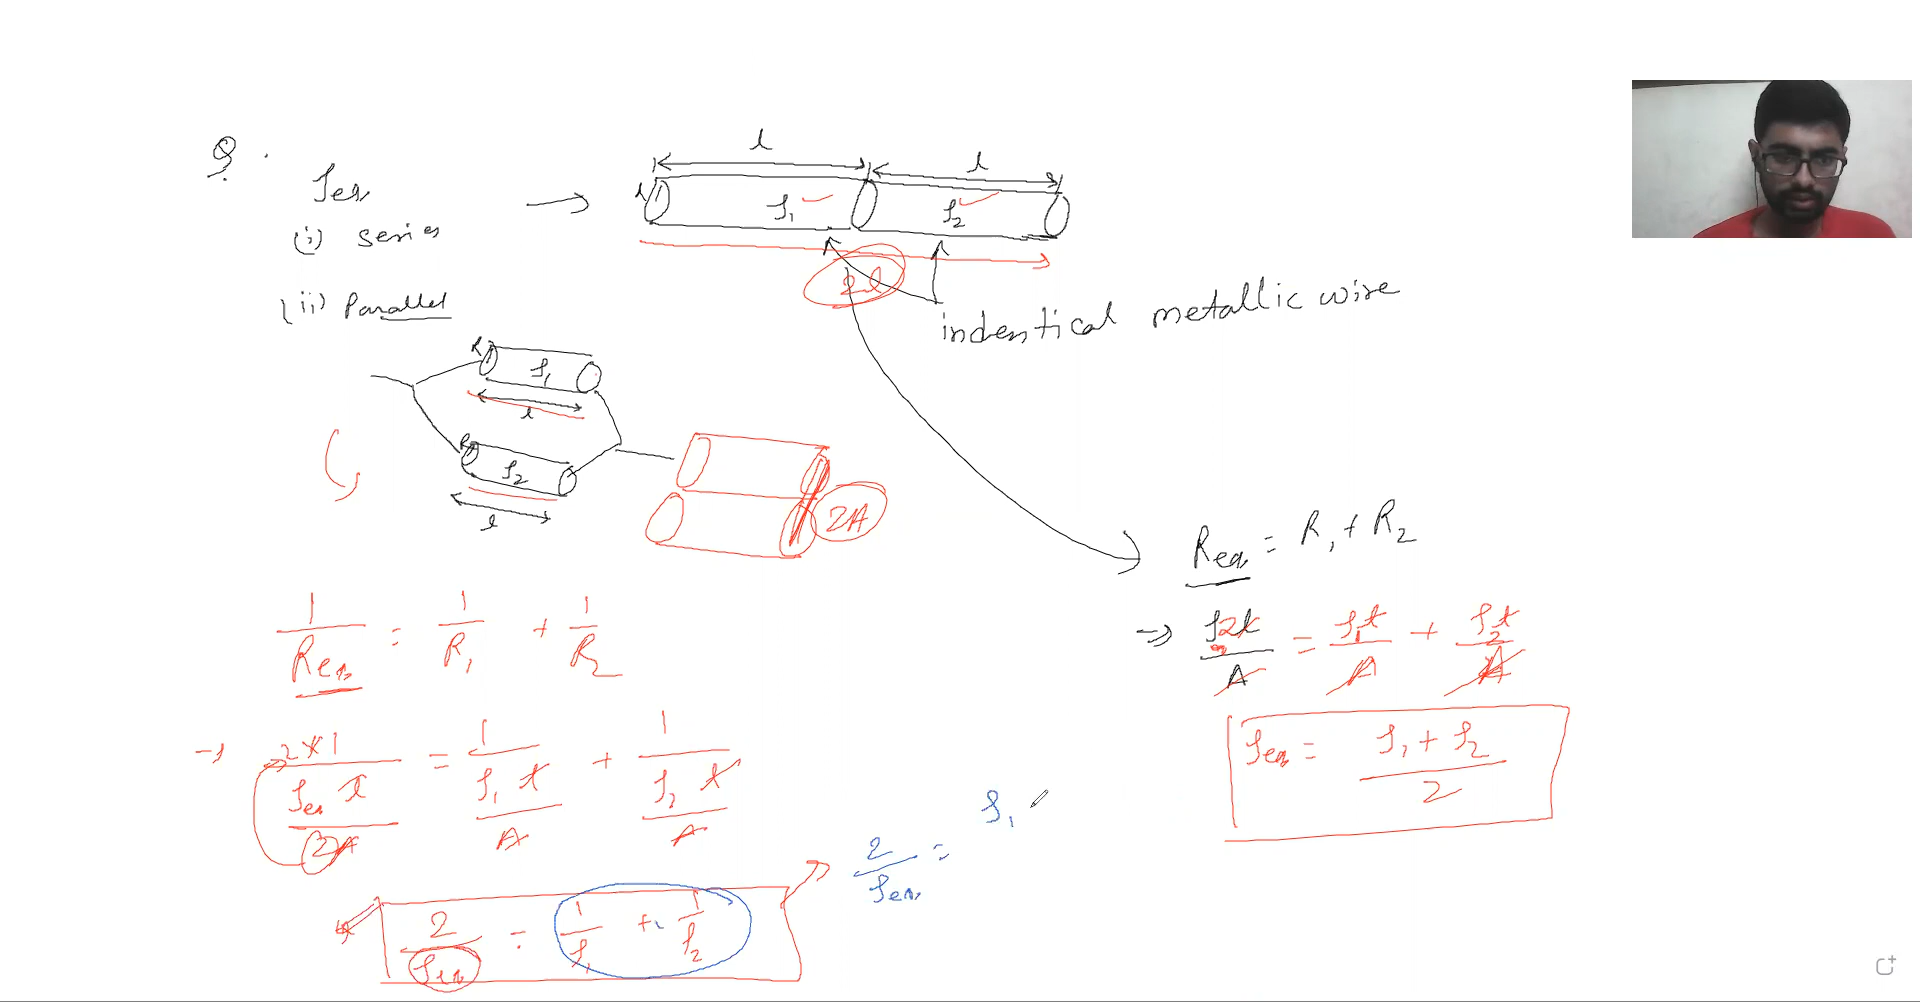 Q.
ρeq
(i) series
(ii) Parallel
l
l
r
ρ₁
ρ₂
2l
indentical metallic wire
R
ρ₁
l
ρ₂
l
2A
Req = R₁ + R₂
⇒ ρ2l/A = ρ₁l/A + ρ₂l/A
ρeq = (ρ₁ + ρ₂)/2
1/Req = 1/R₁ + 1/R₂
→ 2×1/(ρeq l/2A) = 1/(ρ₁ l/A) + 1/(ρ₂ l/A)
2/ρeq = 1/ρ₁ + 1/ρ₂
2/ρeq =
ρ₁